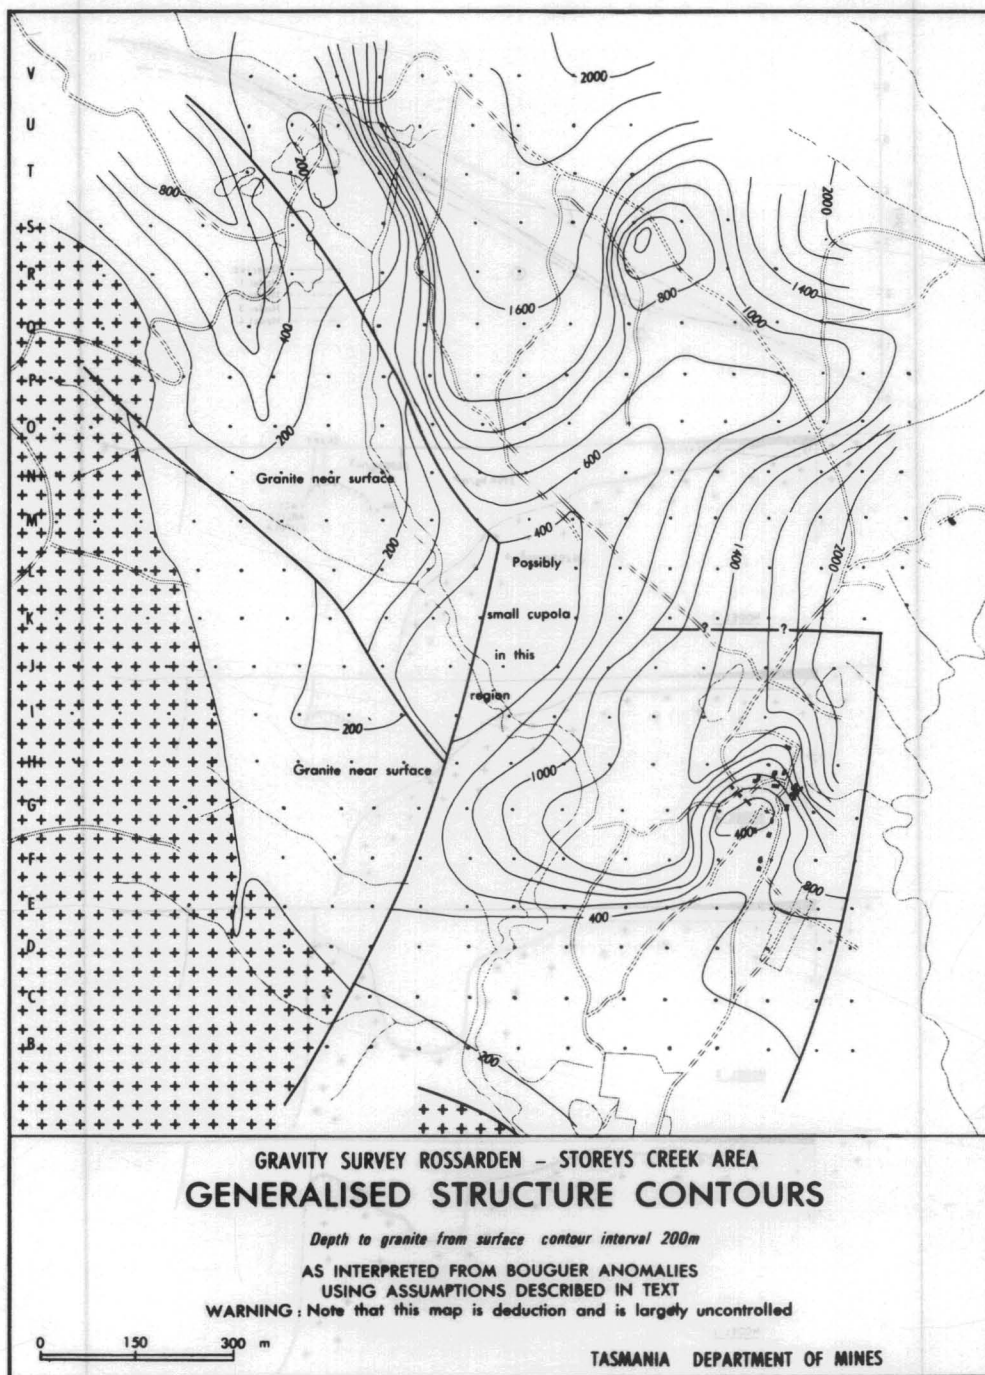 V
U
T
S
R
Q
P
O
N
M
L
K
J
I
H
G
F
E
D
C
B
2000
200
800
2000
400
1600
800
1400
1000
200
600
Granite near surface
400
200
Possibly
small cupola
in this
region
1400
2000
?
?
200
Granite near surface
1000
400
800
400
200
GRAVITY SURVEY ROSSARDEN – STOREYS CREEK AREA
GENERALISED STRUCTURE CONTOURS
Depth to granite from surface contour interval 200m
AS INTERPRETED FROM BOUGUER ANOMALIES
USING ASSUMPTIONS DESCRIBED IN TEXT
WARNING : Note that this map is deduction and is largely uncontrolled
0 150 300 m
TASMANIA DEPARTMENT OF MINES